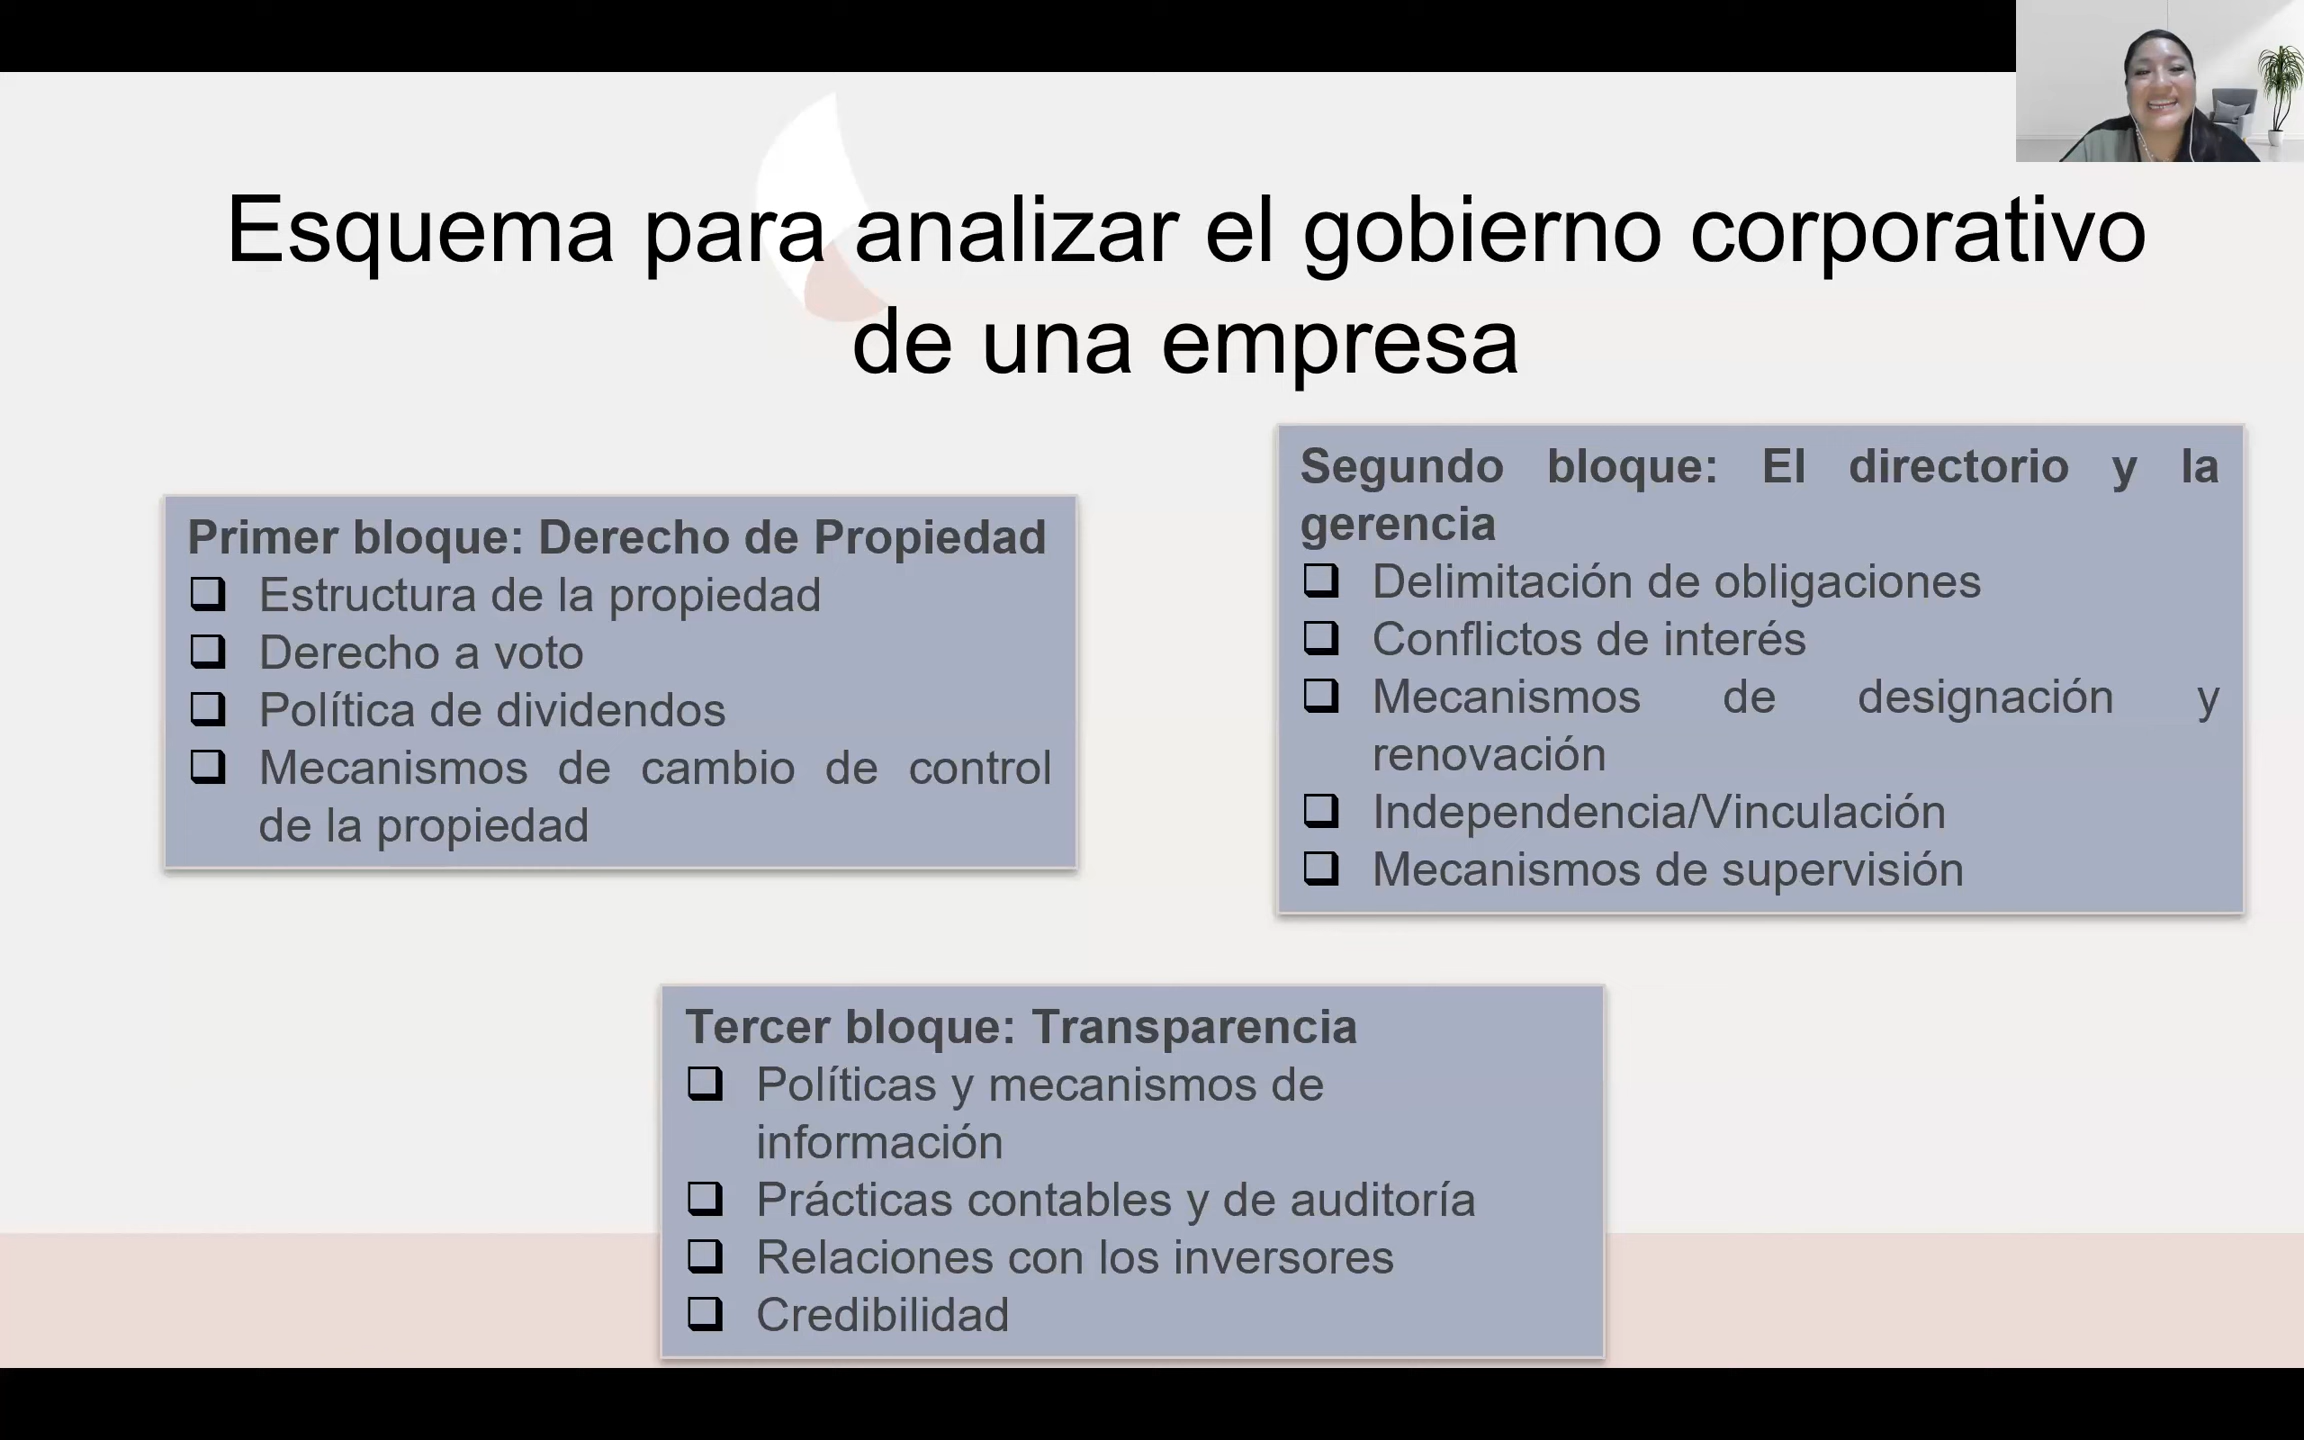 Esquema para analizar el gobierno corporativo
de una empresa
Primer bloque: Derecho de Propiedad
Estructura de la propiedad
Derecho a voto
Política de dividendos
Mecanismos de cambio de control
de la propiedad
Segundo bloque: El directorio y la
gerencia
Delimitación de obligaciones
Conflictos de interés
Mecanismos de designación y
renovación
Independencia/Vinculación
Mecanismos de supervisión
Tercer bloque: Transparencia
Políticas y mecanismos de
información
Prácticas contables y de auditoría
Relaciones con los inversores
Credibilidad